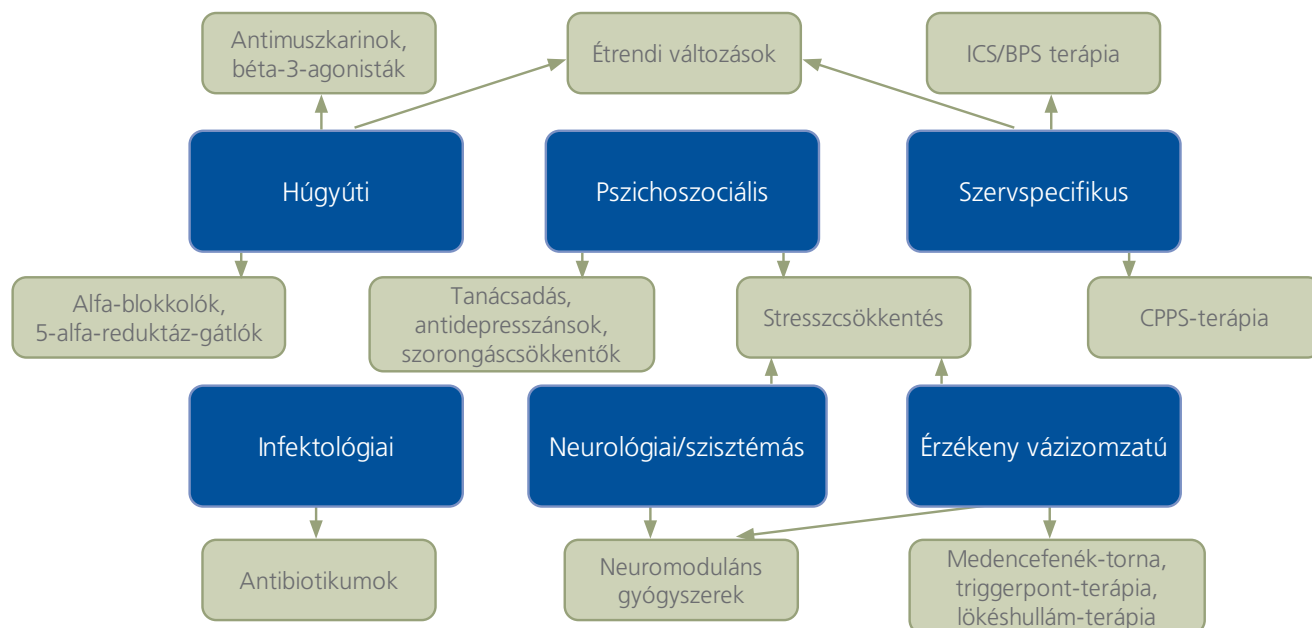 Antimuszkarinok,
béta-3-agonisták
Étrendi változások
ICS/BPS terápia
Húgyúti
Pszichoszociális
Szervspecifikus
Alfa-blokkolók,
5-alfa-reduktáz-gátlók
Tanácsadás,
antidepresszánsok,
szorongáscsökkentők
Stresszcsökkentés
CPPS-terápia
Infektológiai
Neurológiai/szisztémás
Érzékeny vázizomzatú
Antibiotikumok
Neuromoduláns
gyógyszerek
Medencefenék-torna,
triggerpont-terápia,
lökéshullám-terápia